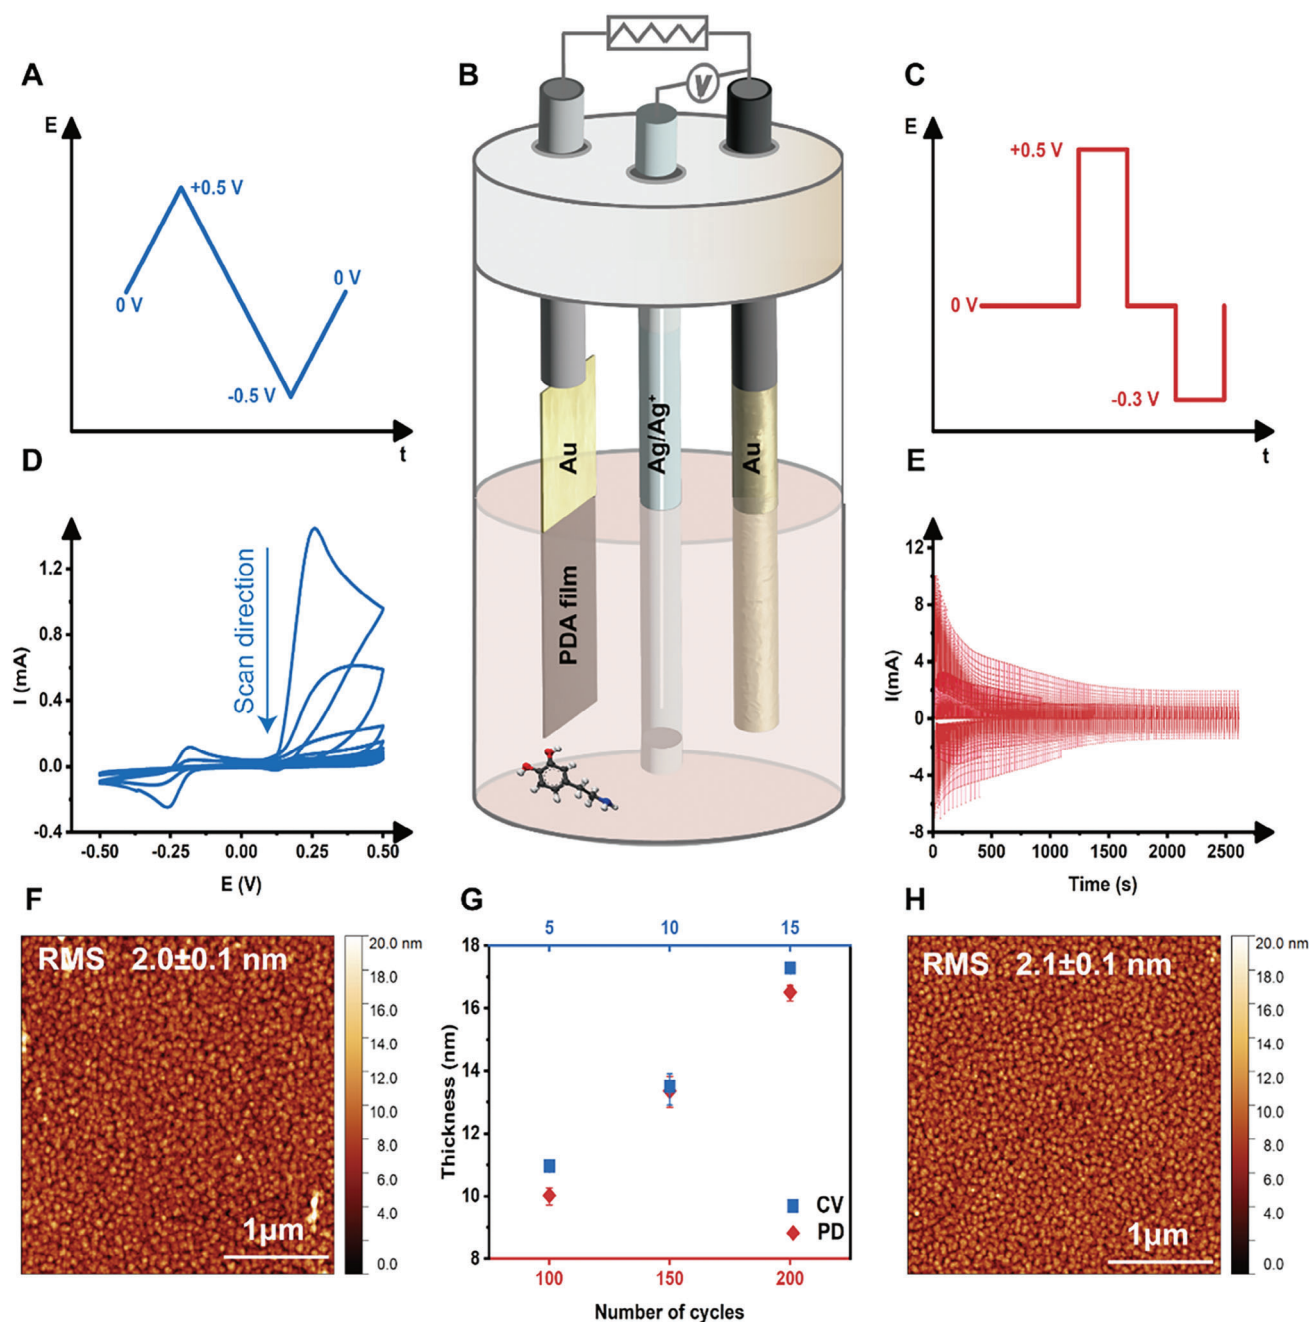 A
E
+0.5 V
0 V
0 V
-0.5 V
t
B
V
Au
Ag/Ag+
Au
PDA film
C
E
+0.5 V
0 V
-0.3 V
t
D
I (mA)
1.2
0.8
0.4
0.0
-0.4
Scan direction
-0.50 -0.25 0.00 0.25 0.50
E (V)
E
I(mA)
12
8
4
0
-4
-8
0 500 1000 1500 2000 2500
Time (s)
F
RMS 2.0±0.1 nm
1µm
20.0 nm
18.0
16.0
14.0
12.0
10.0
8.0
6.0
4.0
2.0
0.0
G
5 10 15
Thickness (nm)
18
16
14
12
10
8
CV
PD
100 150 200
Number of cycles
H
RMS 2.1±0.1 nm
1µm
20.0 nm
18.0
16.0
14.0
12.0
10.0
8.0
6.0
4.0
2.0
0.0